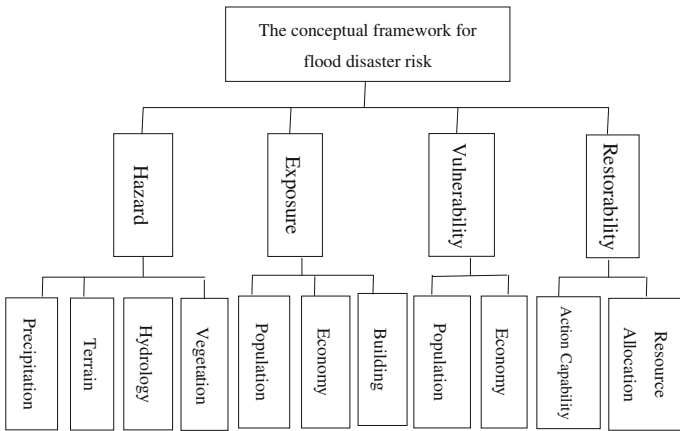 The conceptual framework for
flood disaster risk
Hazard
Exposure
Vulnerability
Restorability
Precipitation
Terrain
Hydrology
Vegetation
Population
Economy
Building
Population
Economy
Action Capability
Resource
Allocation